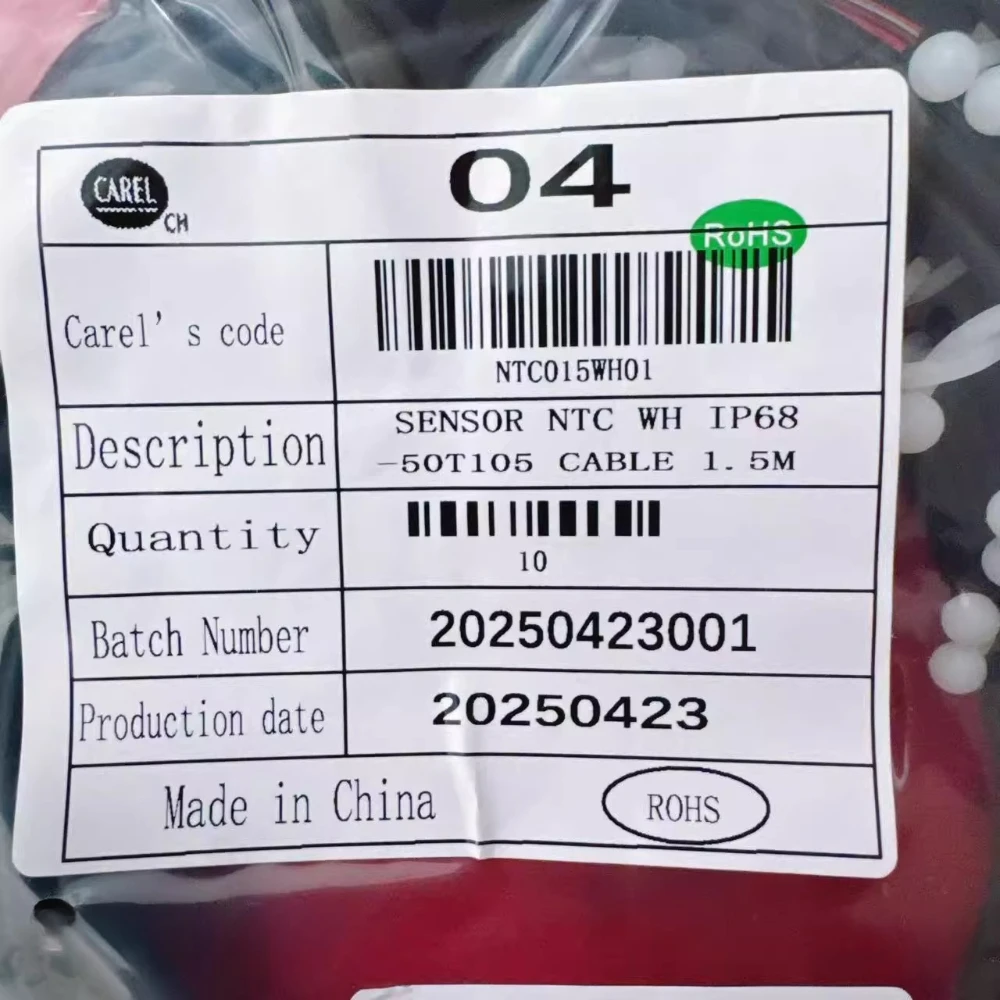 CAREL
CH
04
RoHS
Carel's code
NTC015WH01
Description
SENSOR NTC WH IP68
-50T105 CABLE 1.5M
Quantity
10
Batch Number
20250423001
Production date
20250423
Made in China
ROHS